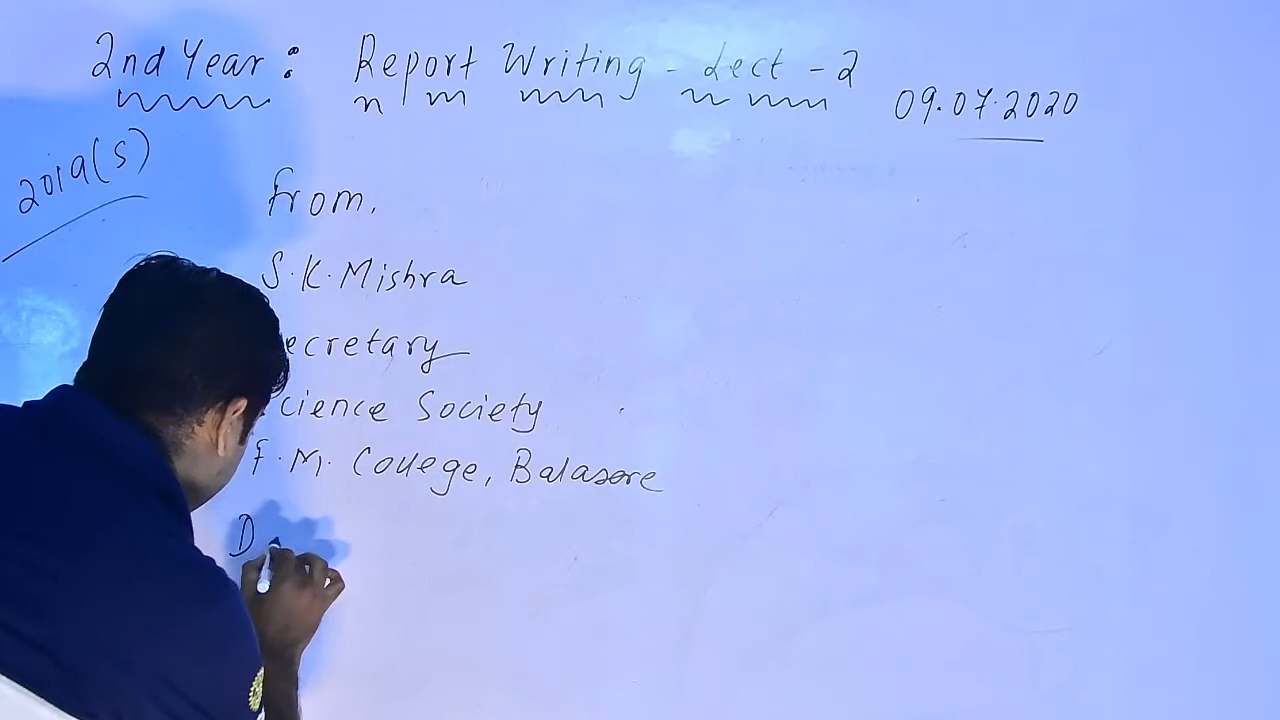 2nd Year: Report Writing - Lect - 2
09.07.2020
2019(S)
From,
S.K. Mishra
ecretary
cience Society
F.M. College, Balasore
D